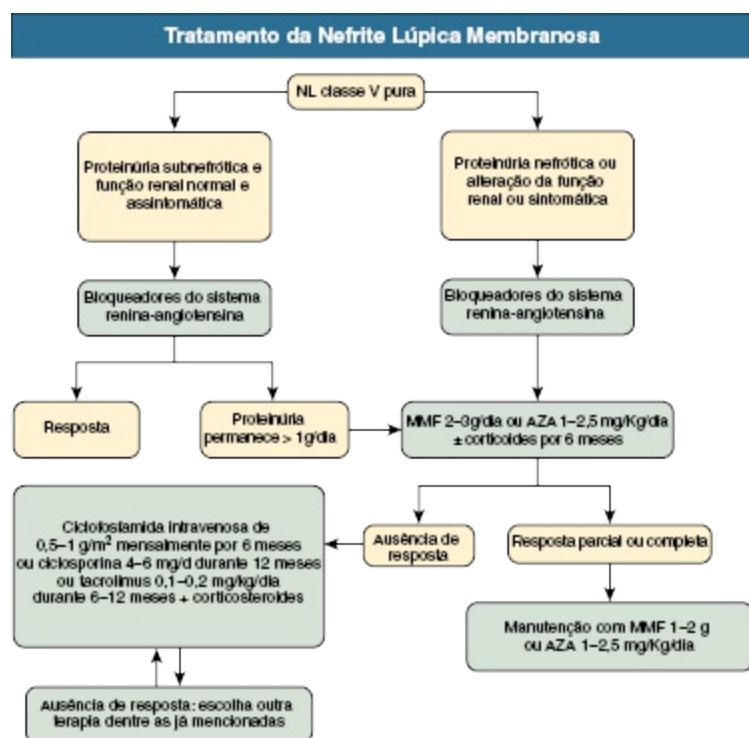 Tratamento da Nefrite Lúpica Membranosa
NL classe V pura
Proteinúria subnefrótica e
função renal normal e
assintomática
Proteinúria nefrótica ou
alteração da função
renal ou sintomática
Bloqueadores do sistema
renina-angiotensina
Bloqueadores do sistema
renina-angiotensina
Resposta
Proteinúria
permanece > 1g/dia
MMF 2–3g/dia ou AZA 1–2,5 mg/Kg/dia
± corticoides por 6 meses
Ciclofosfamida intravenosa de
0,5–1 g/m² mensalmente por 6 meses
ou ciclosporina 4–6 mg/d durante 12 meses
ou tacrolimus 0,1–0,2 mg/kg/dia
durante 6–12 meses + corticosteroides
Ausência de
resposta
Resposta parcial ou completa
Manutenção com MMF 1–2 g
ou AZA 1–2,5 mg/Kg/dia
Ausência de resposta: escolha outra
terapia dentre as já mencionadas